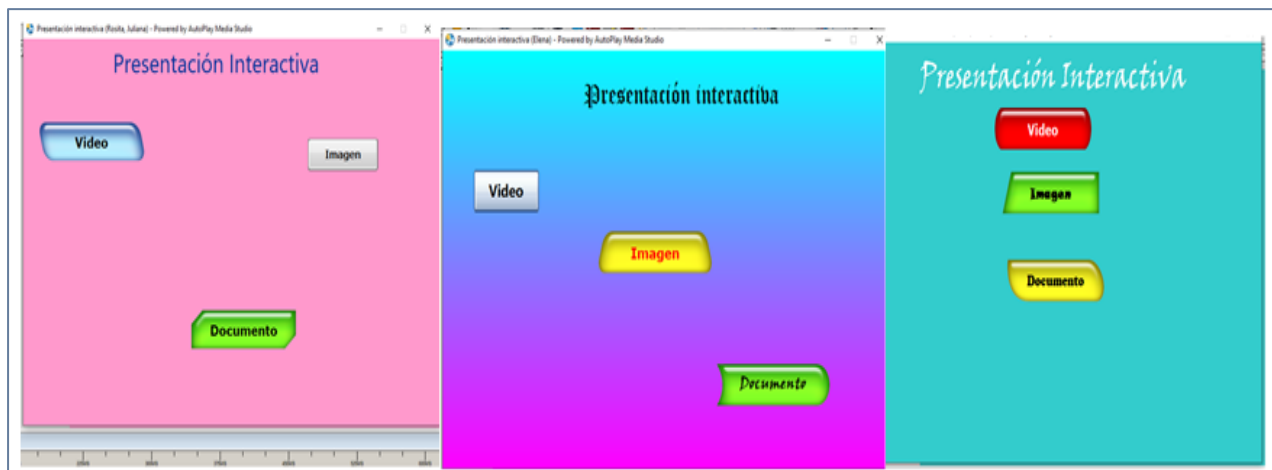 Presentación interactiva (Rosita, Juliana) - Powered by AutoPlay Media Studio
Presentación Interactiva
Video
Imagen
Documento
Presentación interactiva (Elena) - Powered by AutoPlay Media Studio
Presentación interactiva
Video
Imagen
Documento
Presentación Interactiva
Video
Imagen
Documento